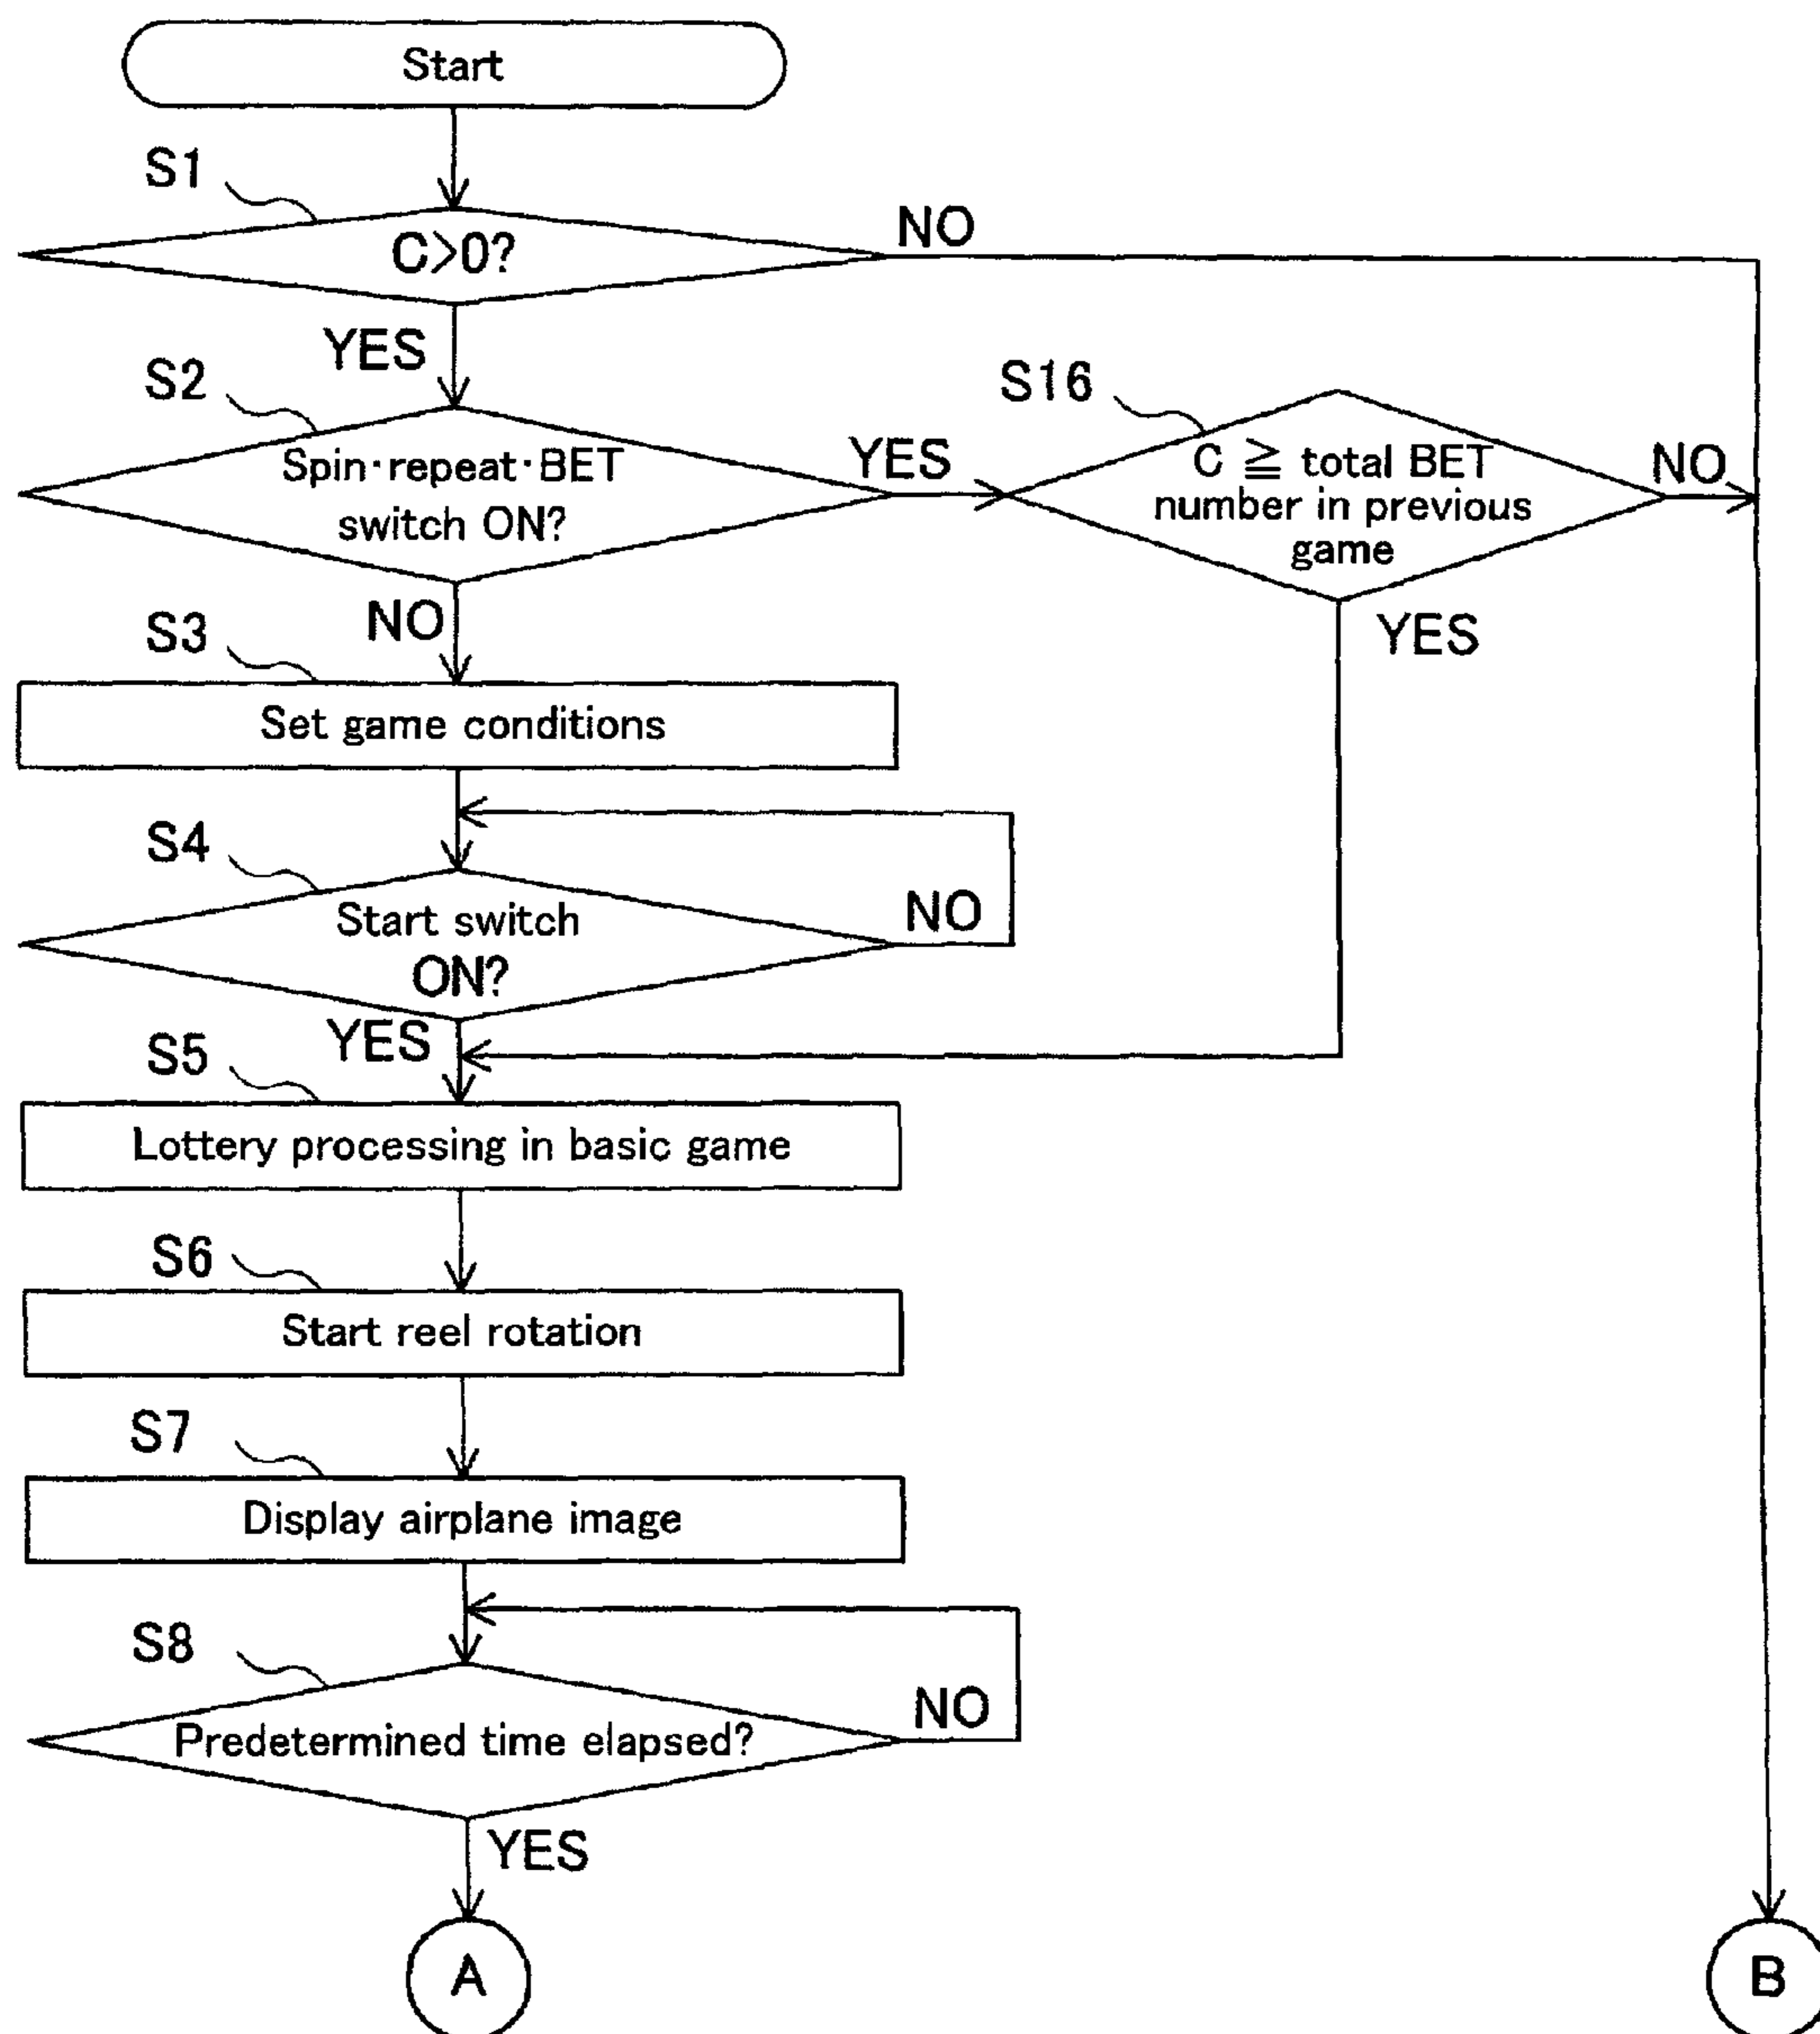 Start
S1
C>0?
NO
YES
S2
Spin·repeat·BET
switch ON?
YES
NO
S16
C ≧ total BET
number in previous
game
NO
YES
S3
Set game conditions
S4
Start switch
ON?
NO
YES
S5
Lottery processing in basic game
S6
Start reel rotation
S7
Display airplane image
S8
Predetermined time elapsed?
NO
YES
A
B